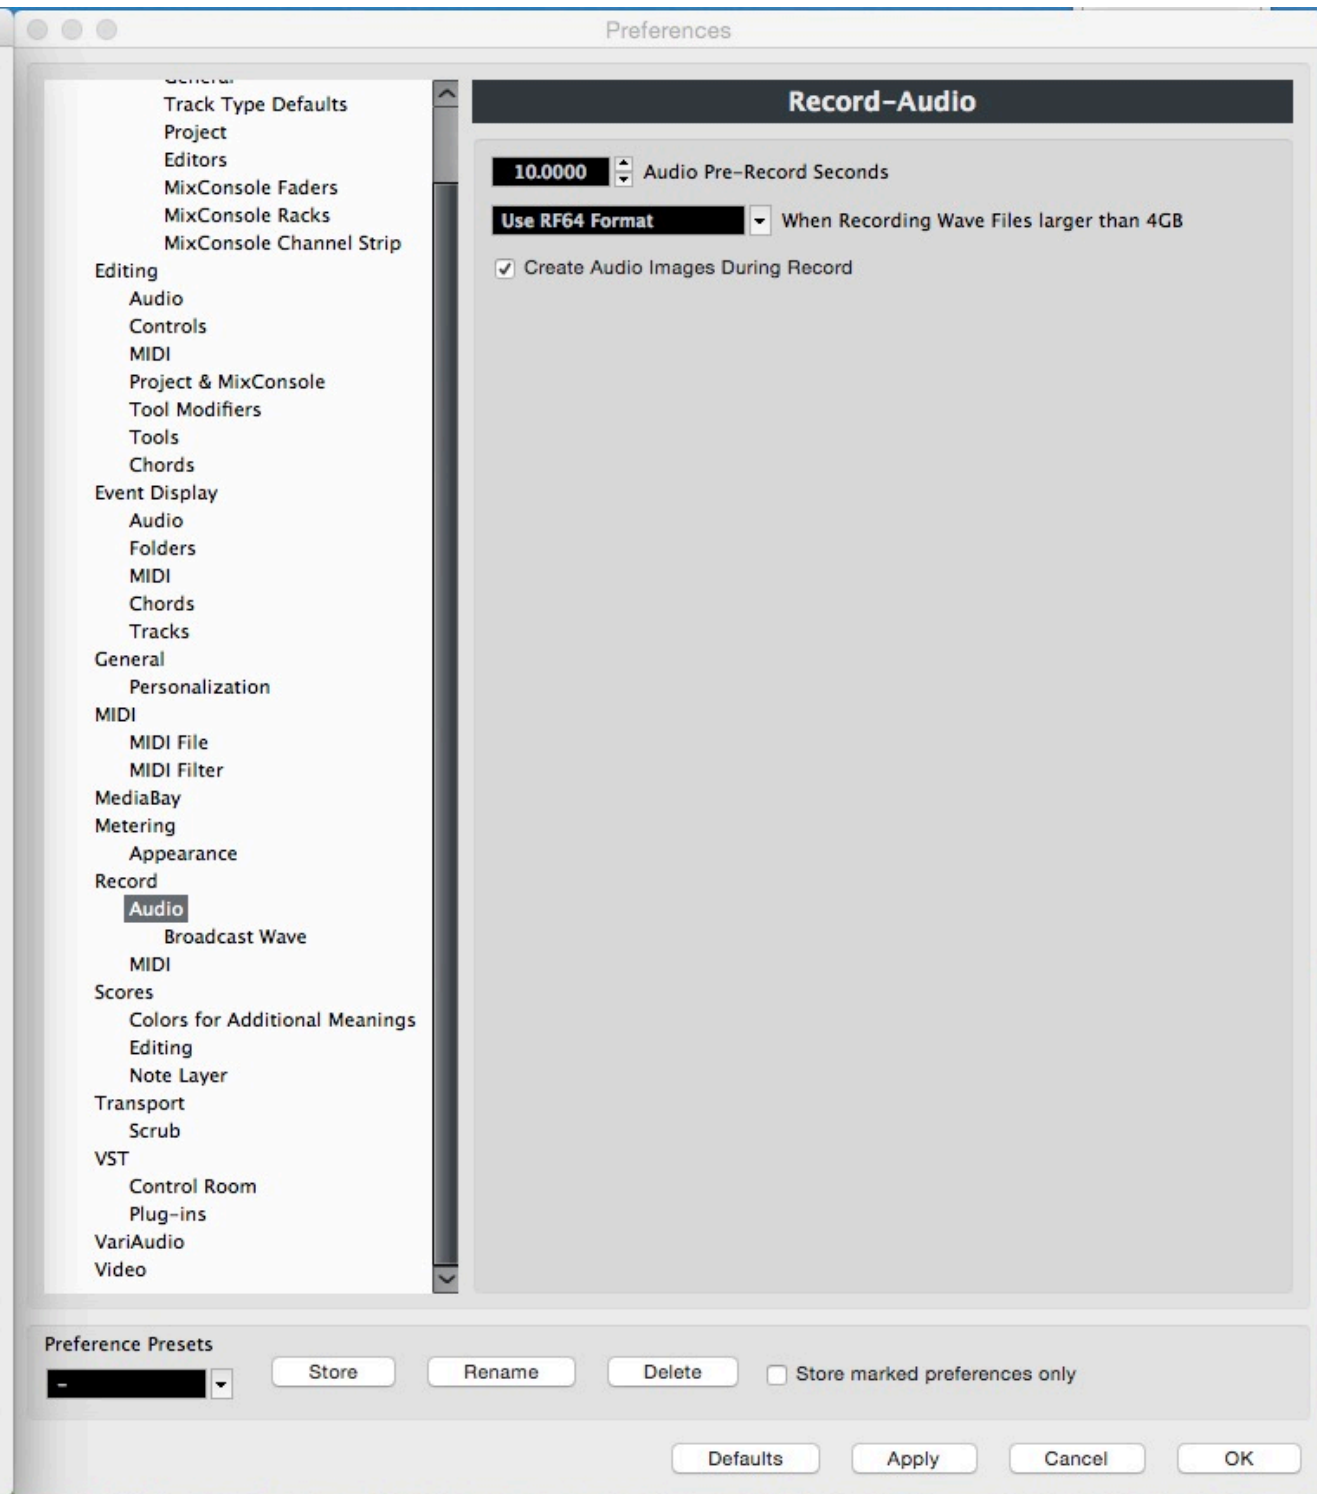 Preferences
General
Track Type Defaults
Project
Editors
MixConsole Faders
MixConsole Racks
MixConsole Channel Strip
Editing
Audio
Controls
MIDI
Project & MixConsole
Tool Modifiers
Tools
Chords
Event Display
Audio
Folders
MIDI
Chords
Tracks
General
Personalization
MIDI
MIDI File
MIDI Filter
MediaBay
Metering
Appearance
Record
Audio
Broadcast Wave
MIDI
Scores
Colors for Additional Meanings
Editing
Note Layer
Transport
Scrub
VST
Control Room
Plug-ins
VariAudio
Video
Record-Audio
10.0000 Audio Pre-Record Seconds
Use RF64 Format When Recording Wave Files larger than 4GB
Create Audio Images During Record
Preference Presets
- Store Rename Delete Store marked preferences only
Defaults Apply Cancel OK